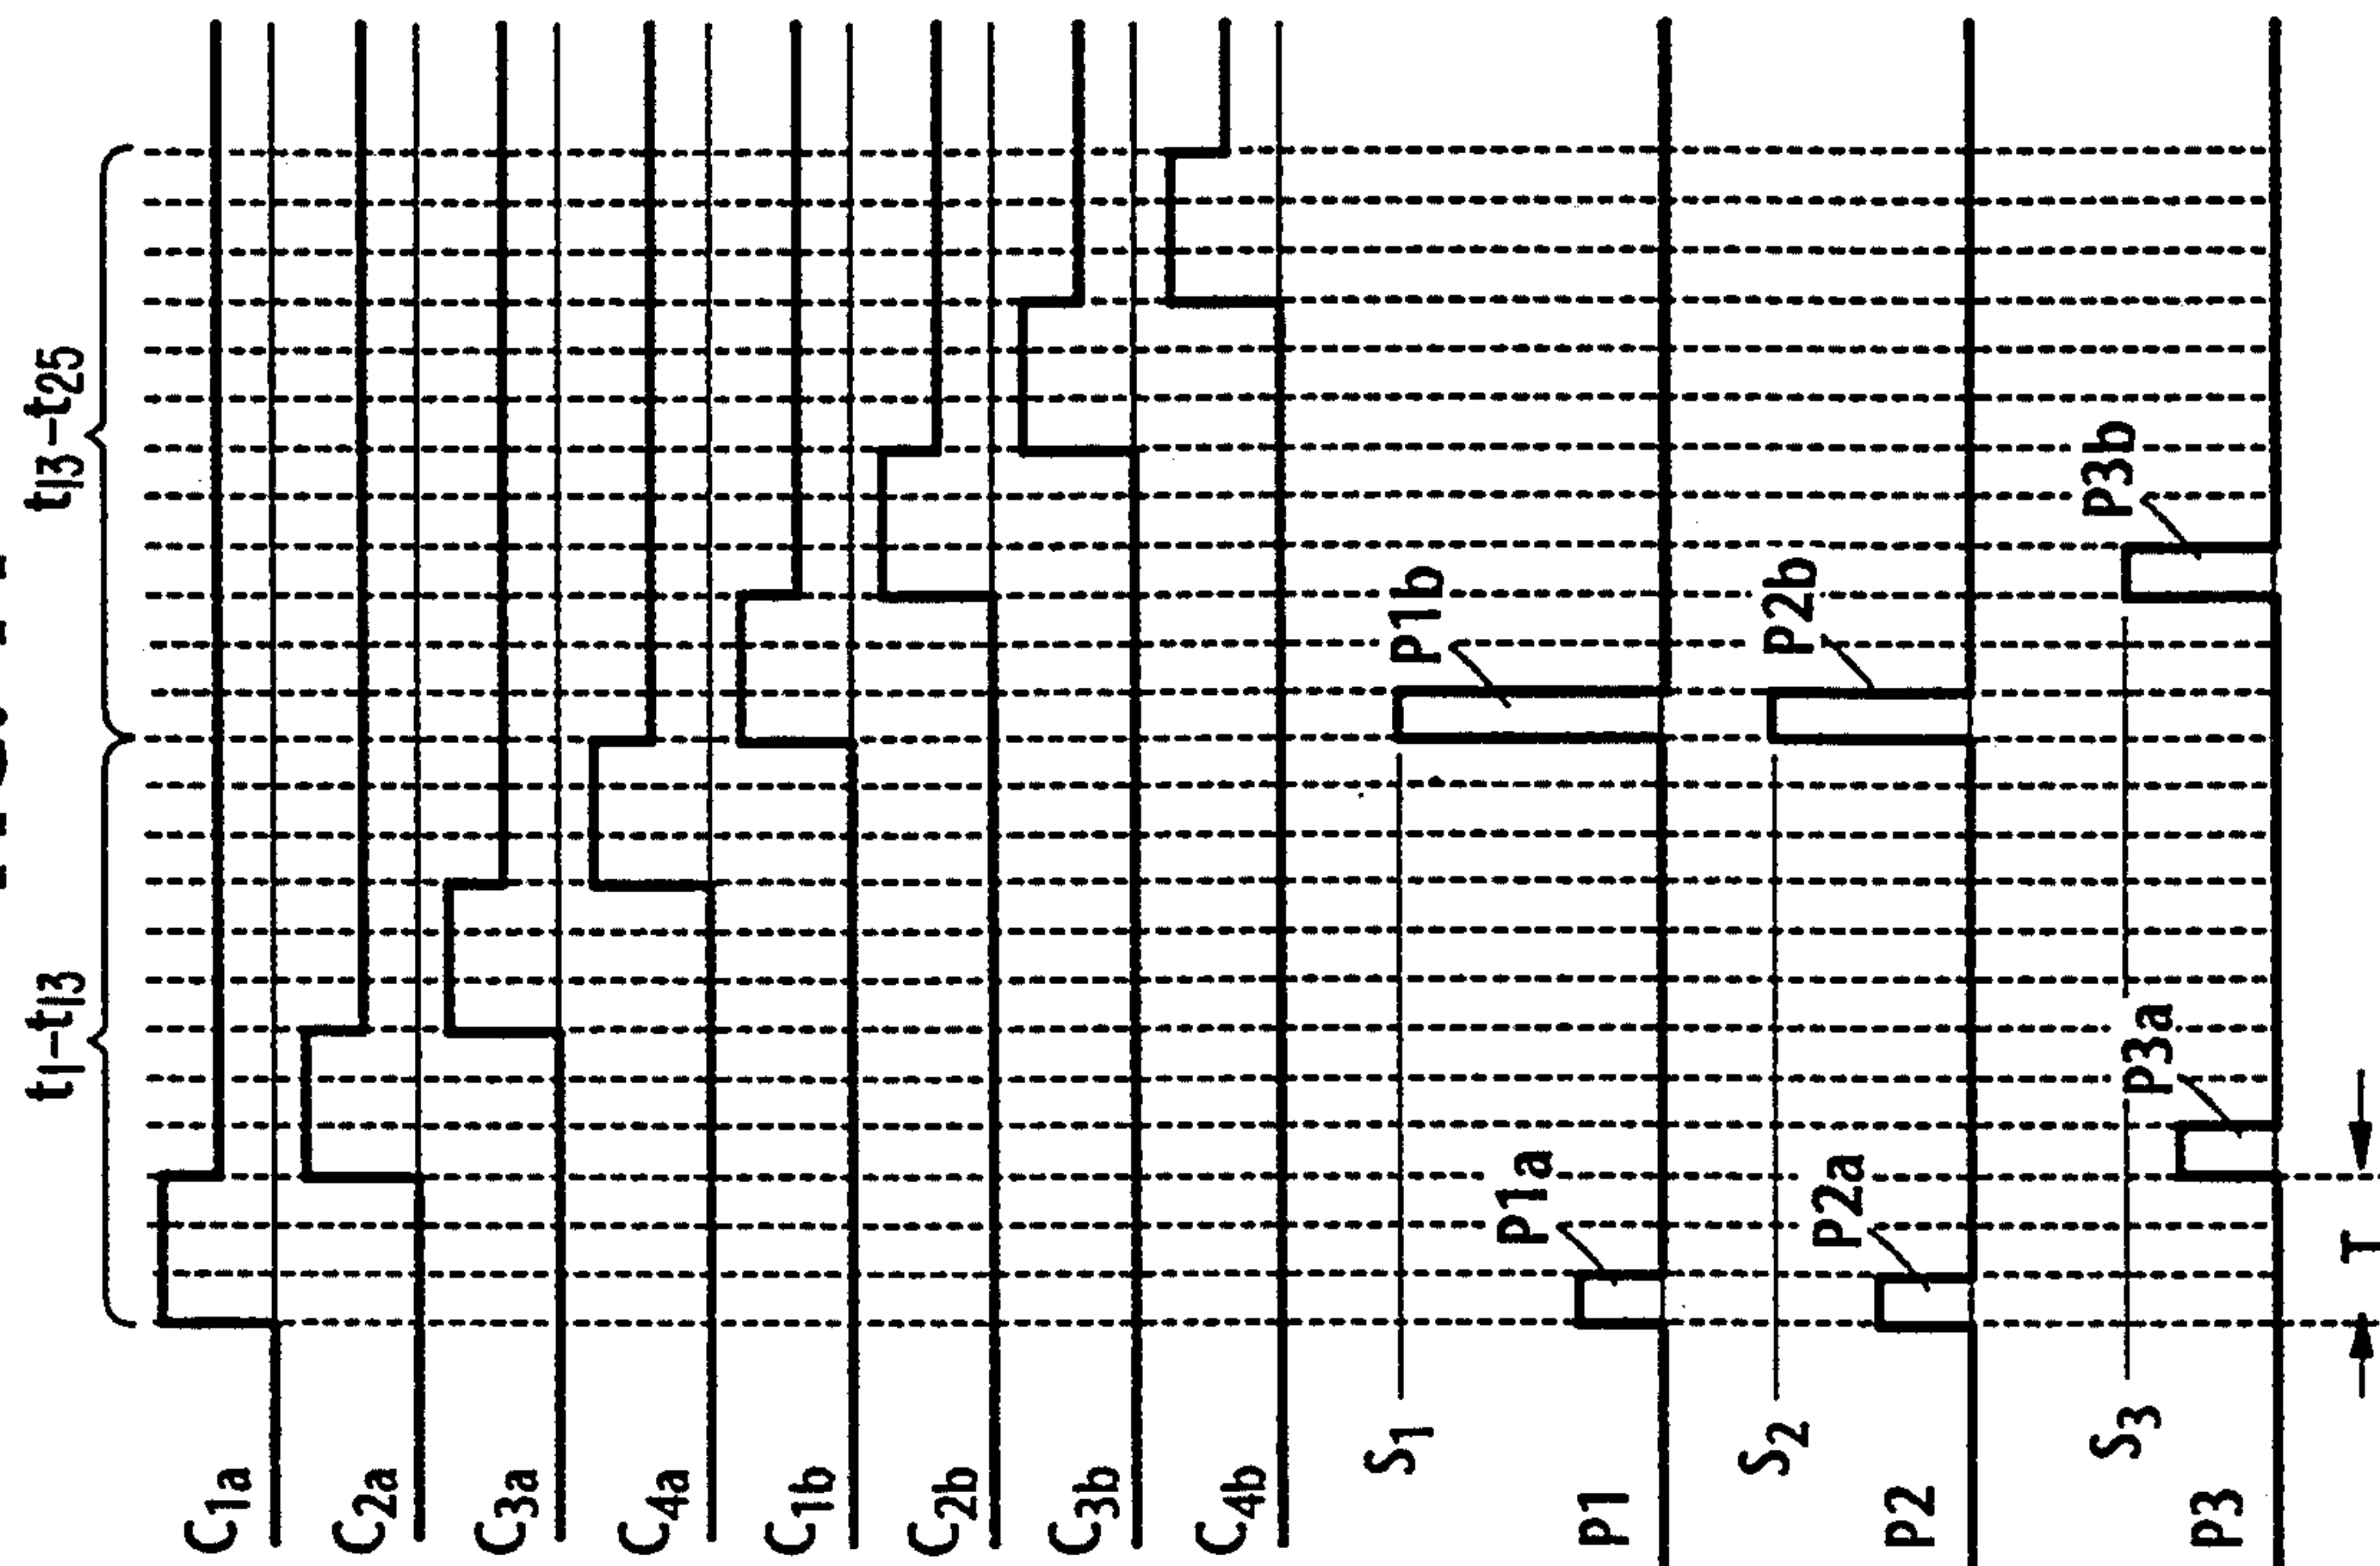 t1-t13
t13-t25
C1a
C2a
C3a
C4a
C1b
C2b
C3b
C4b
S1
P1
P1a
P1b
S2
P2
P2a
P2b
S3
P3
P3a
P3b
T